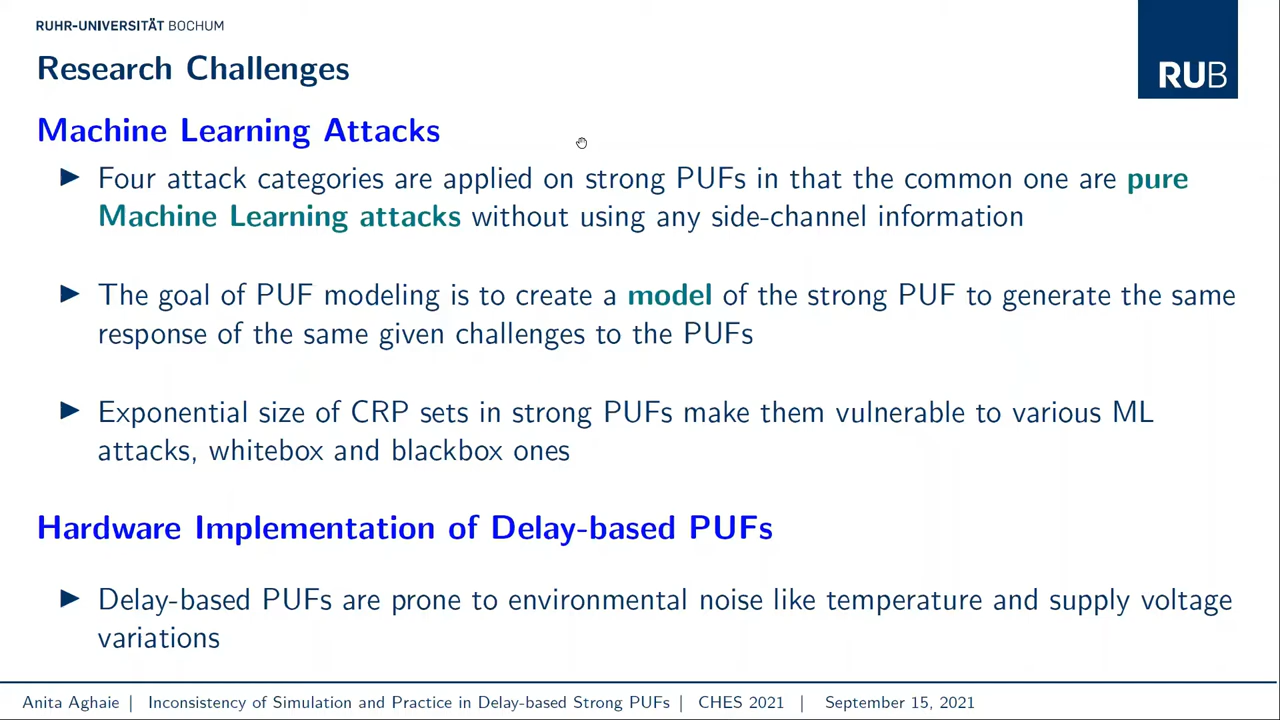 RUHR-UNIVERSITÄT BOCHUM
Research Challenges
RUB
Machine Learning Attacks
▶ Four attack categories are applied on strong PUFs in that the common one are pure
Machine Learning attacks without using any side-channel information
▶ The goal of PUF modeling is to create a model of the strong PUF to generate the same
response of the same given challenges to the PUFs
▶ Exponential size of CRP sets in strong PUFs make them vulnerable to various ML
attacks, whitebox and blackbox ones
Hardware Implementation of Delay-based PUFs
▶ Delay-based PUFs are prone to environmental noise like temperature and supply voltage
variations
Anita Aghaie | Inconsistency of Simulation and Practice in Delay-based Strong PUFs | CHES 2021 | September 15, 2021